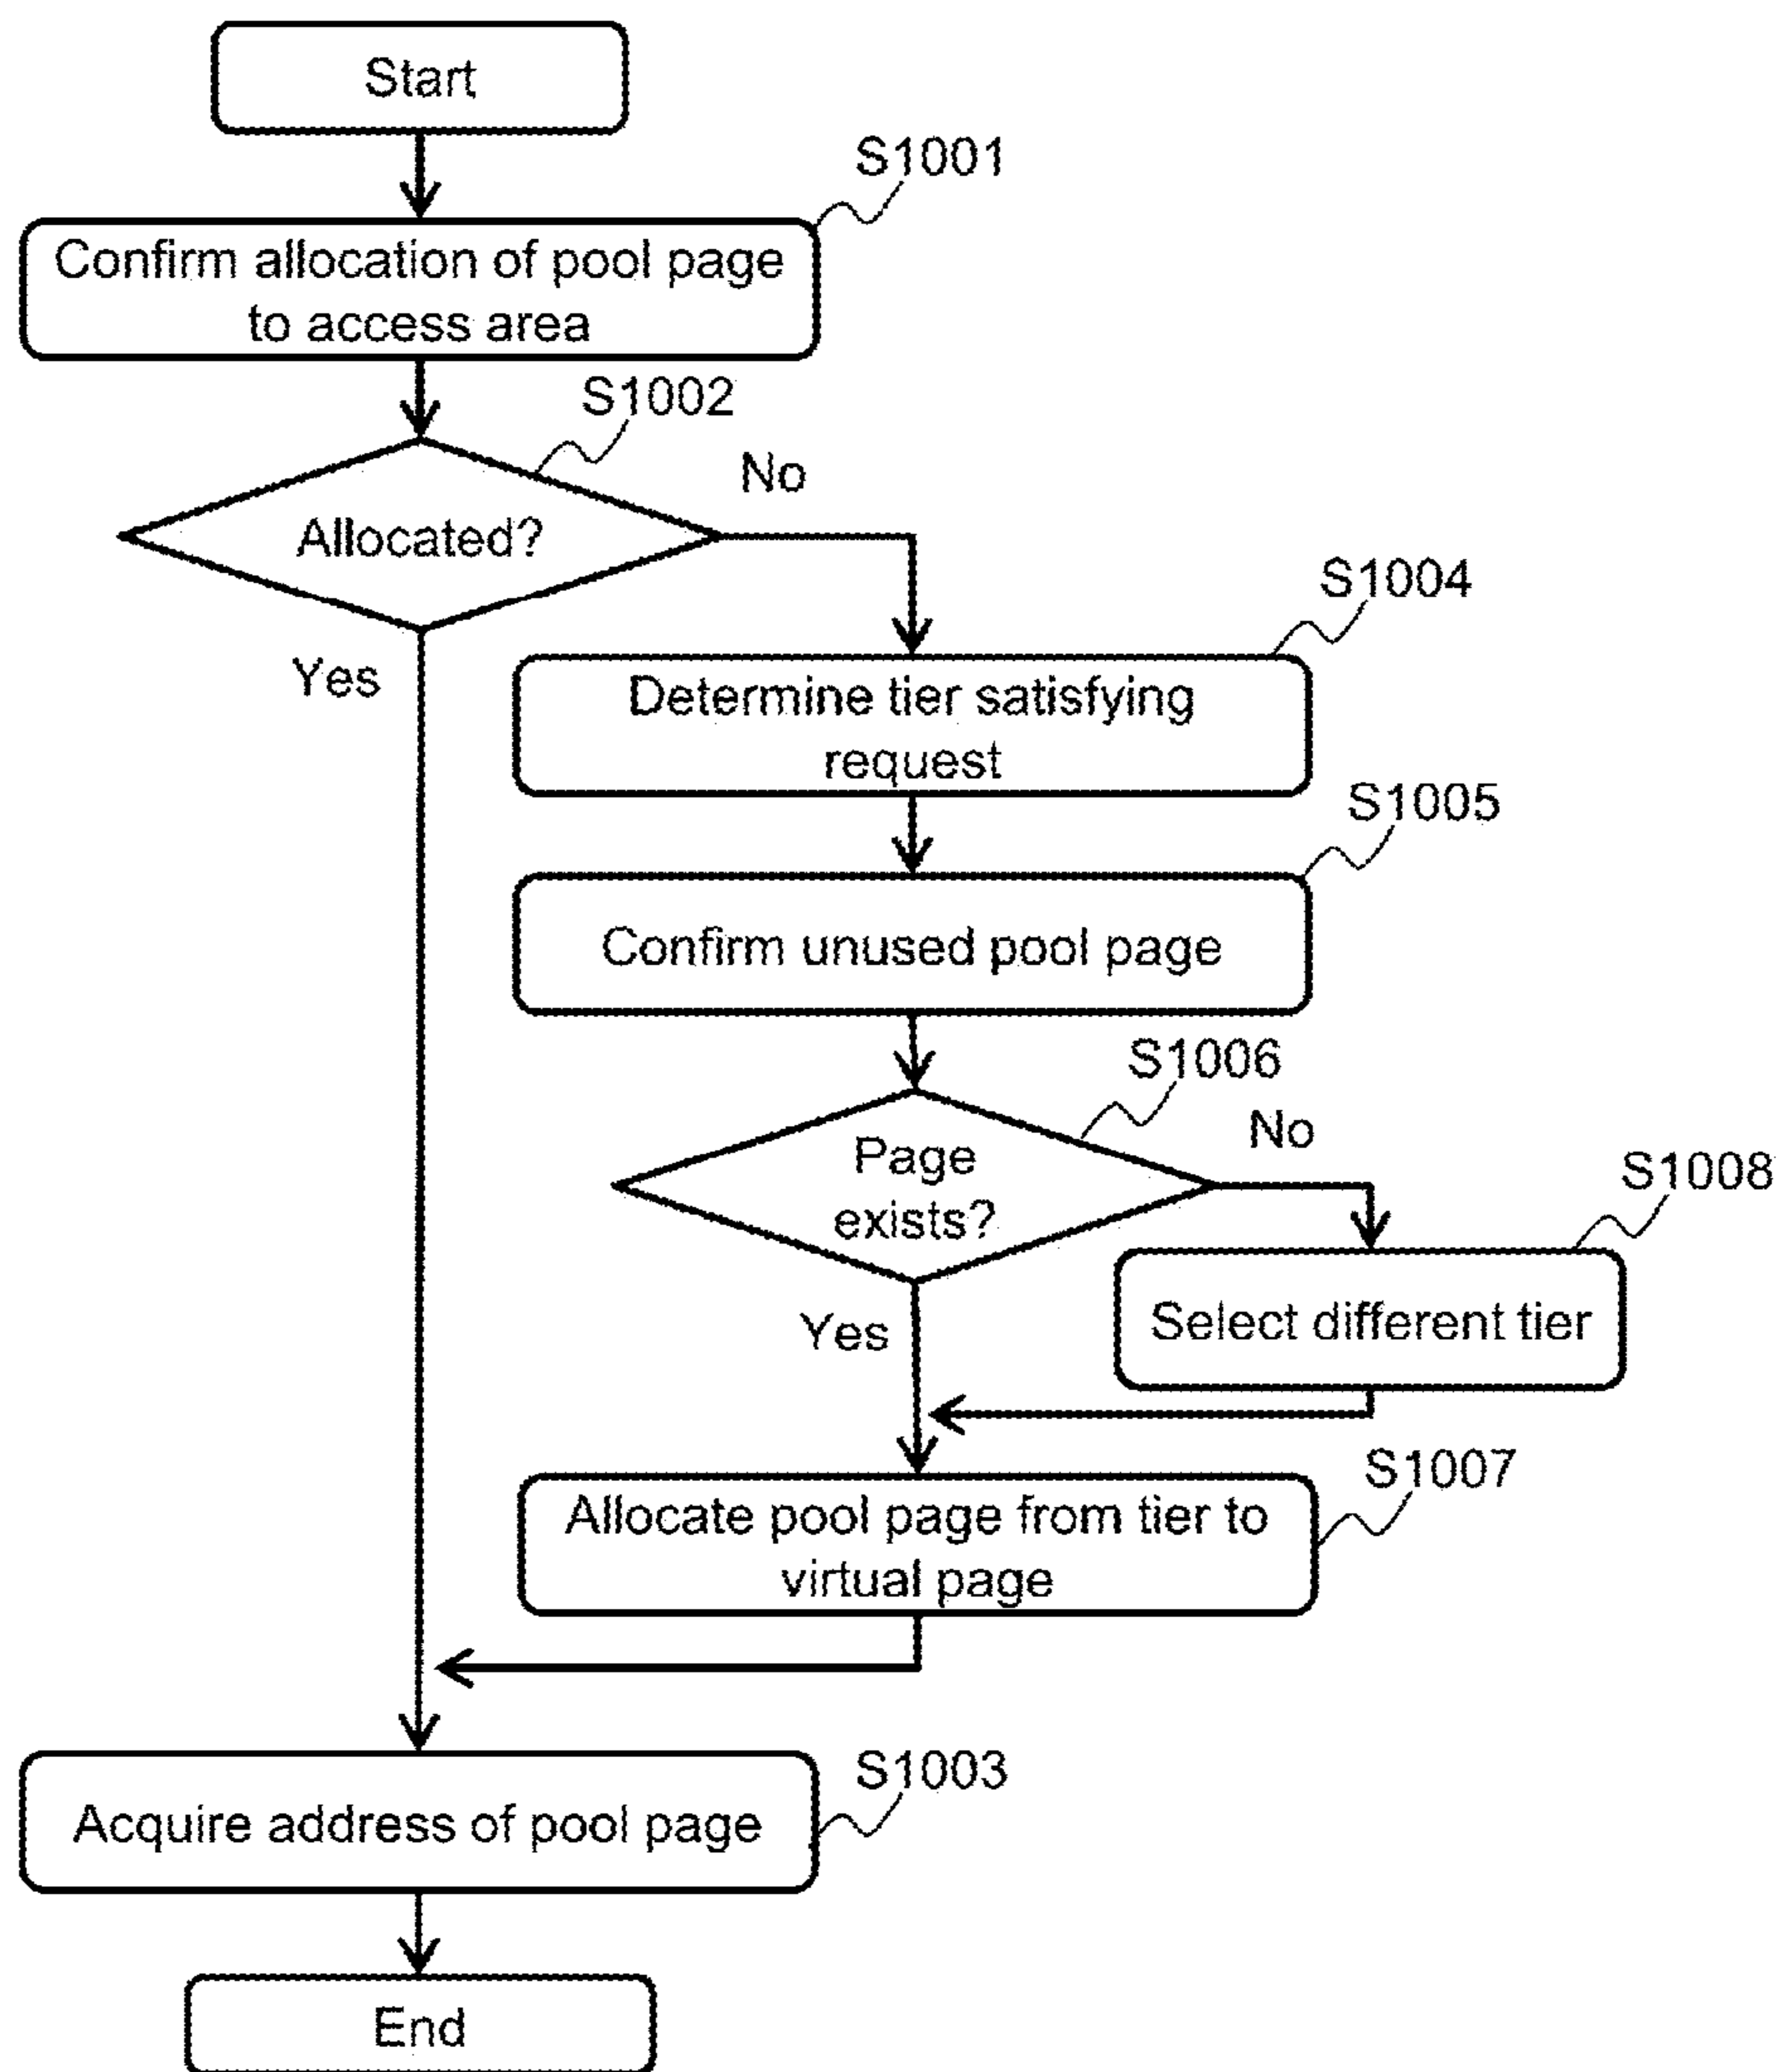 Start
S1001
Confirm allocation of pool page
to access area
S1002
No
Allocated?
Yes
S1004
Determine tier satisfying
request
S1005
Confirm unused pool page
S1006
No
Page
exists?
S1008
Yes
Select different tier
S1007
Allocate pool page from tier to
virtual page
S1003
Acquire address of pool page
End